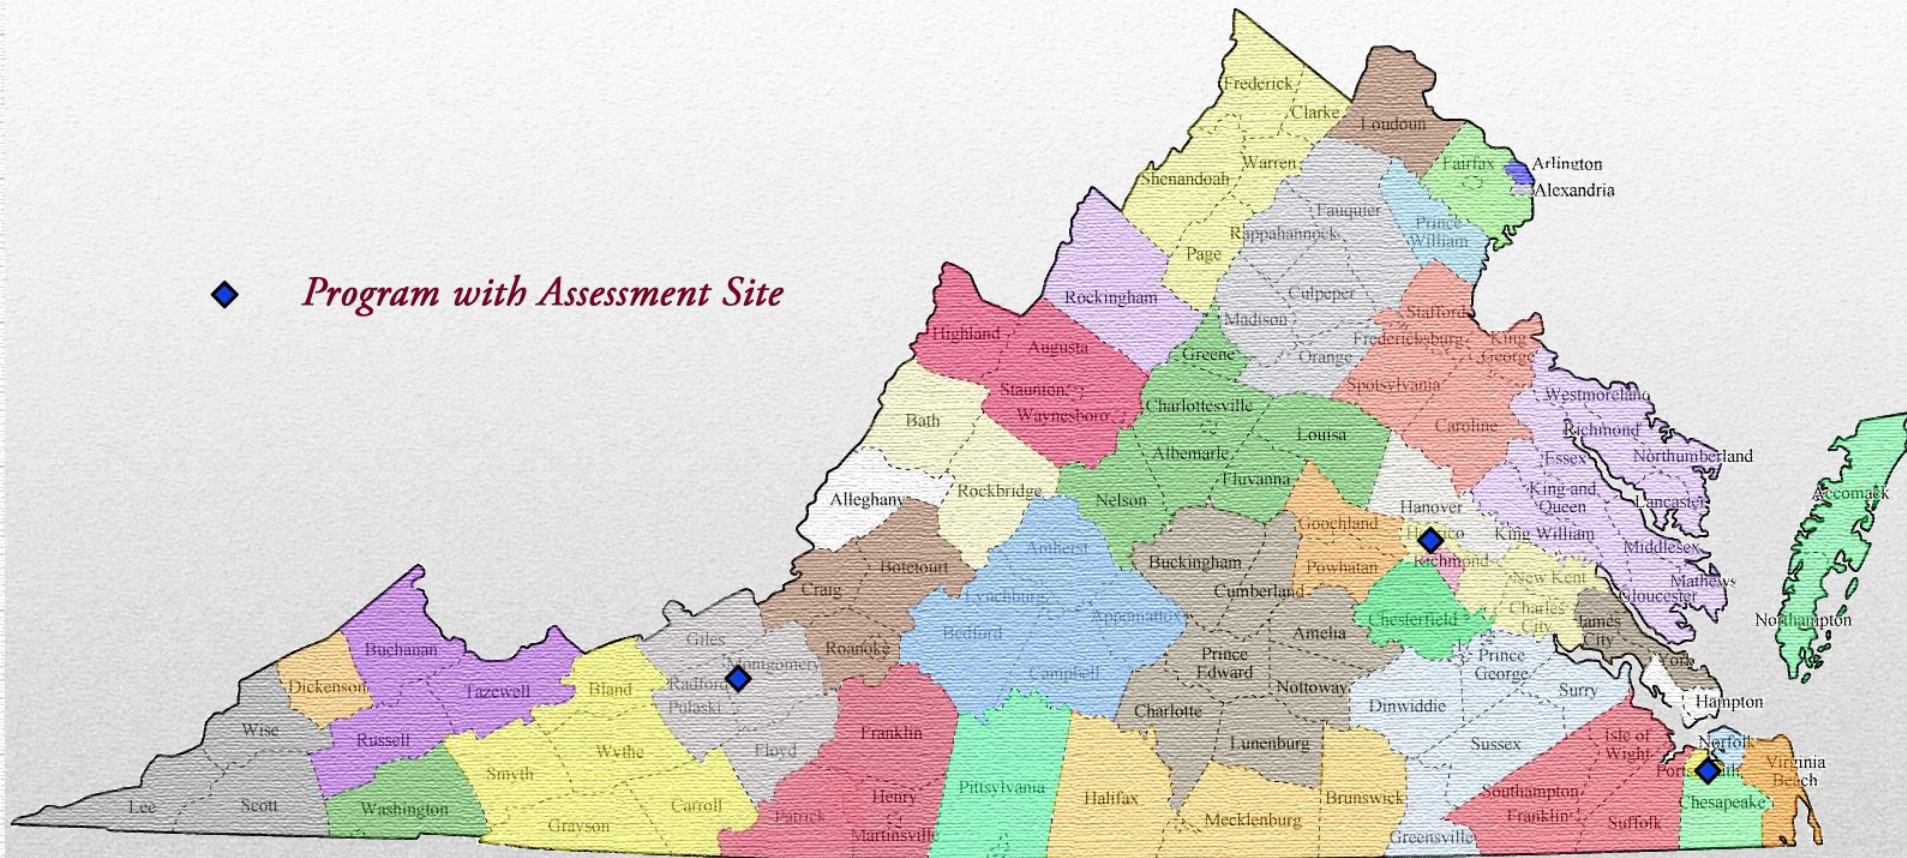 Frederick
Clarke
Loudoun
Warren
Fairfax
Arlington
Shenandoah
Alexandria
Fauquier
Prince
William
Rappahannock
Page
Program with Assessment Site
Rockingham
Culpeper
Madison
Stafford
Highland
Augusta
Greene
Orange
Fredericksburg
King
George
Staunton
Waynesboro
Spotsylvania
Westmoreland
Charlottesville
Bath
Louisa
Caroline
Richmond
Albemarle
Essex
Northumberland
Fluvanna
Alleghany
Rockbridge
Nelson
King and
Queen
Lancaster
Accomack
Hanover
Goochland
King William
Amherst
Middlesex
Buckingham
Richmond
Botetourt
Powhatan
New Kent
Mathews
Craig
Cumberland
Lynchburg
Gloucester
Charles
City
Appomattox
Chesterfield
James
City
Northampton
Bedford
Amelia
Giles
Buchanan
Roanoke
Montgomery
Prince
Edward
Prince
George
York
Campbell
Radford
Dickenson
Tazewell
Bland
Nottoway
Surry
Hampton
Pulaski
Charlotte
Dinwiddie
Wise
Russell
Franklin
Wythe
Floyd
Lunenburg
Sussex
Isle of
Wight
Norfolk
Virginia
Beach
Smyth
Pittsylvania
Henry
Halifax
Brunswick
Southampton
Chesapeake
Lee
Scott
Washington
Carroll
Patrick
Mecklenburg
Franklin
Suffolk
Grayson
Martinsville
Greensville